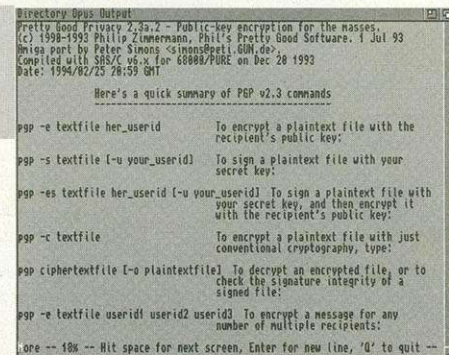 Directory Opus Output
Pretty Good Privacy 2.3a.2 - Public-key encryption for the masses.
(c) 1990-1993 Philip Zimmermann, Phil's Pretty Good Software. 1 Jul 93
Amiga port by Peter Simons <simons@peti.GUN.de>,
Compiled with SAS/C v6.x for 68000/PURE on Dec 20 1993
Date: 1994/02/25 20:59 GMT
Here's a quick summary of PGP v2.3 commands
pgp -e textfile her_userid To encrypt a plaintext file with the
recipient's public key:
pgp -s textfile [-u your_userid] To sign a plaintext file with your
secret key:
pgp -es textfile her_userid [-u your_userid] To sign a plaintext file with
your secret key, and then encrypt it
with the recipient's public key:
pgp -c textfile To encrypt a plaintext file with just
conventional cryptography, type:
pgp ciphertextfile [-o plaintextfile] To decrypt an encrypted file, or to
check the signature integrity of a
signed file:
pgp -e textfile userid1 userid2 userid3 To encrypt a message for any
number of multiple recipients:
ore -- 10% -- Hit space for next screen, Enter for new line, 'Q' to quit --